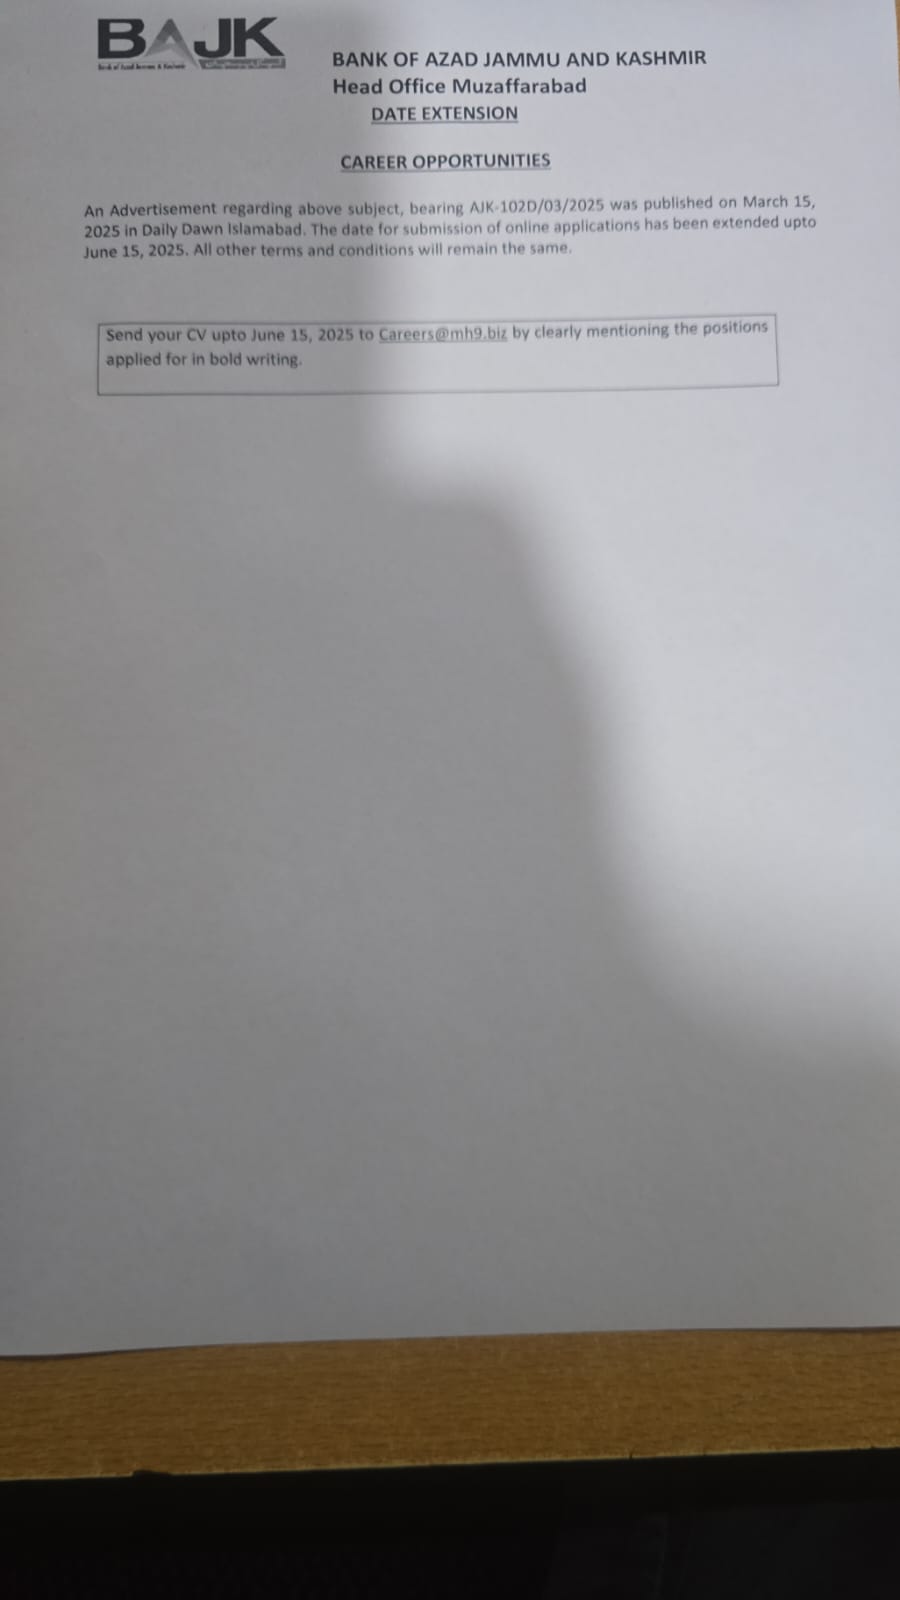 BAJK
Bank of Azad Jammu & Kashmir
BANK OF AZAD JAMMU AND KASHMIR
Head Office Muzaffarabad
DATE EXTENSION
CAREER OPPORTUNITIES
An Advertisement regarding above subject, bearing AJK-102D/03/2025 was published on March 15,
2025 in Daily Dawn Islamabad. The date for submission of online applications has been extended upto
June 15, 2025. All other terms and conditions will remain the same.
Send your CV upto June 15, 2025 to Careers@mh9.biz by clearly mentioning the positions
applied for in bold writing.